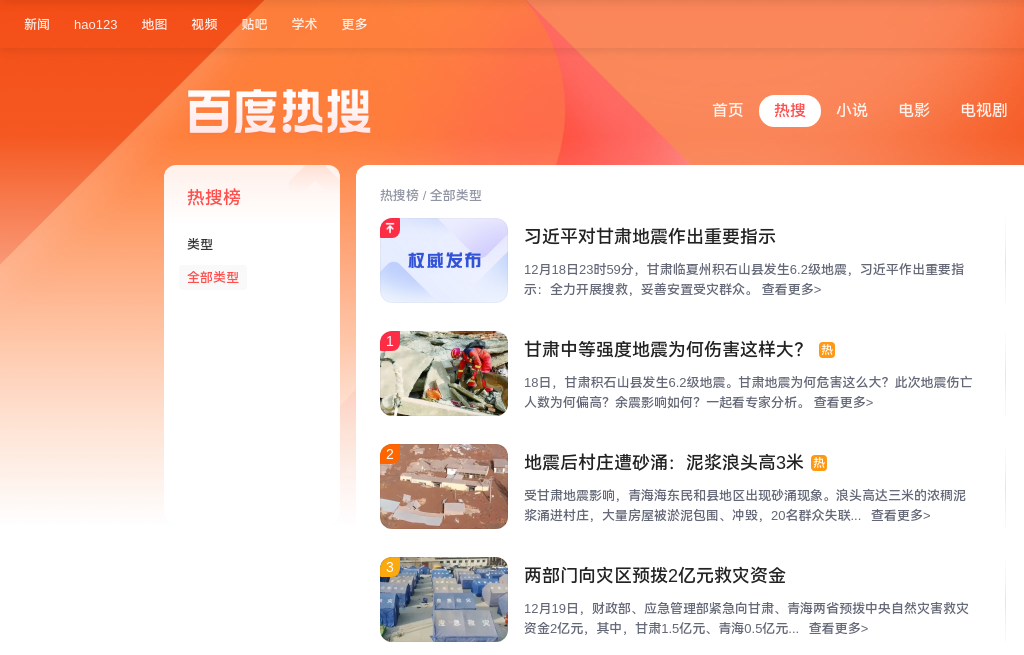 新闻 hao123 地图 视频 贴吧 学术 更多
百度热搜
首页 热搜 小说 电影 电视剧
热搜榜
类型
全部类型
热搜榜 / 全部类型
权威发布
习近平对甘肃地震作出重要指示
12月18日23时59分，甘肃临夏州积石山县发生6.2级地震，习近平作出重要指
示：全力开展搜救，妥善安置受灾群众。 查看更多>
1
甘肃中等强度地震为何伤害这样大？ 热
18日，甘肃积石山县发生6.2级地震。甘肃地震为何危害这么大？此次地震伤亡
人数为何偏高？余震影响如何？一起看专家分析。 查看更多>
2
地震后村庄遭砂涌：泥浆浪头高3米 热
受甘肃地震影响，青海海东民和县地区出现砂涌现象。浪头高达三米的浓稠泥
浆涌进村庄，大量房屋被淤泥包围、冲毁，20名群众失联... 查看更多>
3
两部门向灾区预拨2亿元救灾资金
12月19日，财政部、应急管理部紧急向甘肃、青海两省预拨中央自然灾害救灾
资金2亿元，其中，甘肃1.5亿元、青海0.5亿元... 查看更多>